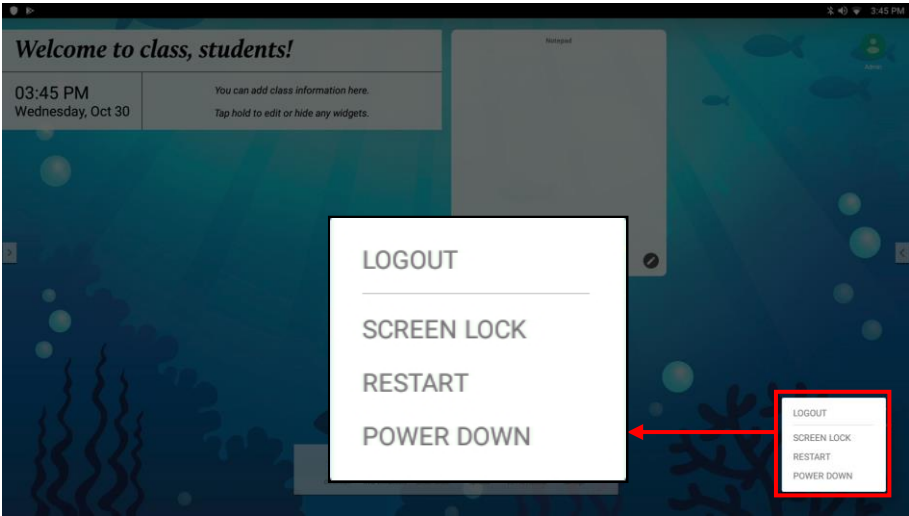 3:45 PM
Welcome to class, students!
Notepad
Admin
03:45 PM
Wednesday, Oct 30
You can add class information here.
Tap hold to edit or hide any widgets.
LOGOUT
SCREEN LOCK
RESTART
POWER DOWN
LOGOUT
SCREEN LOCK
RESTART
POWER DOWN